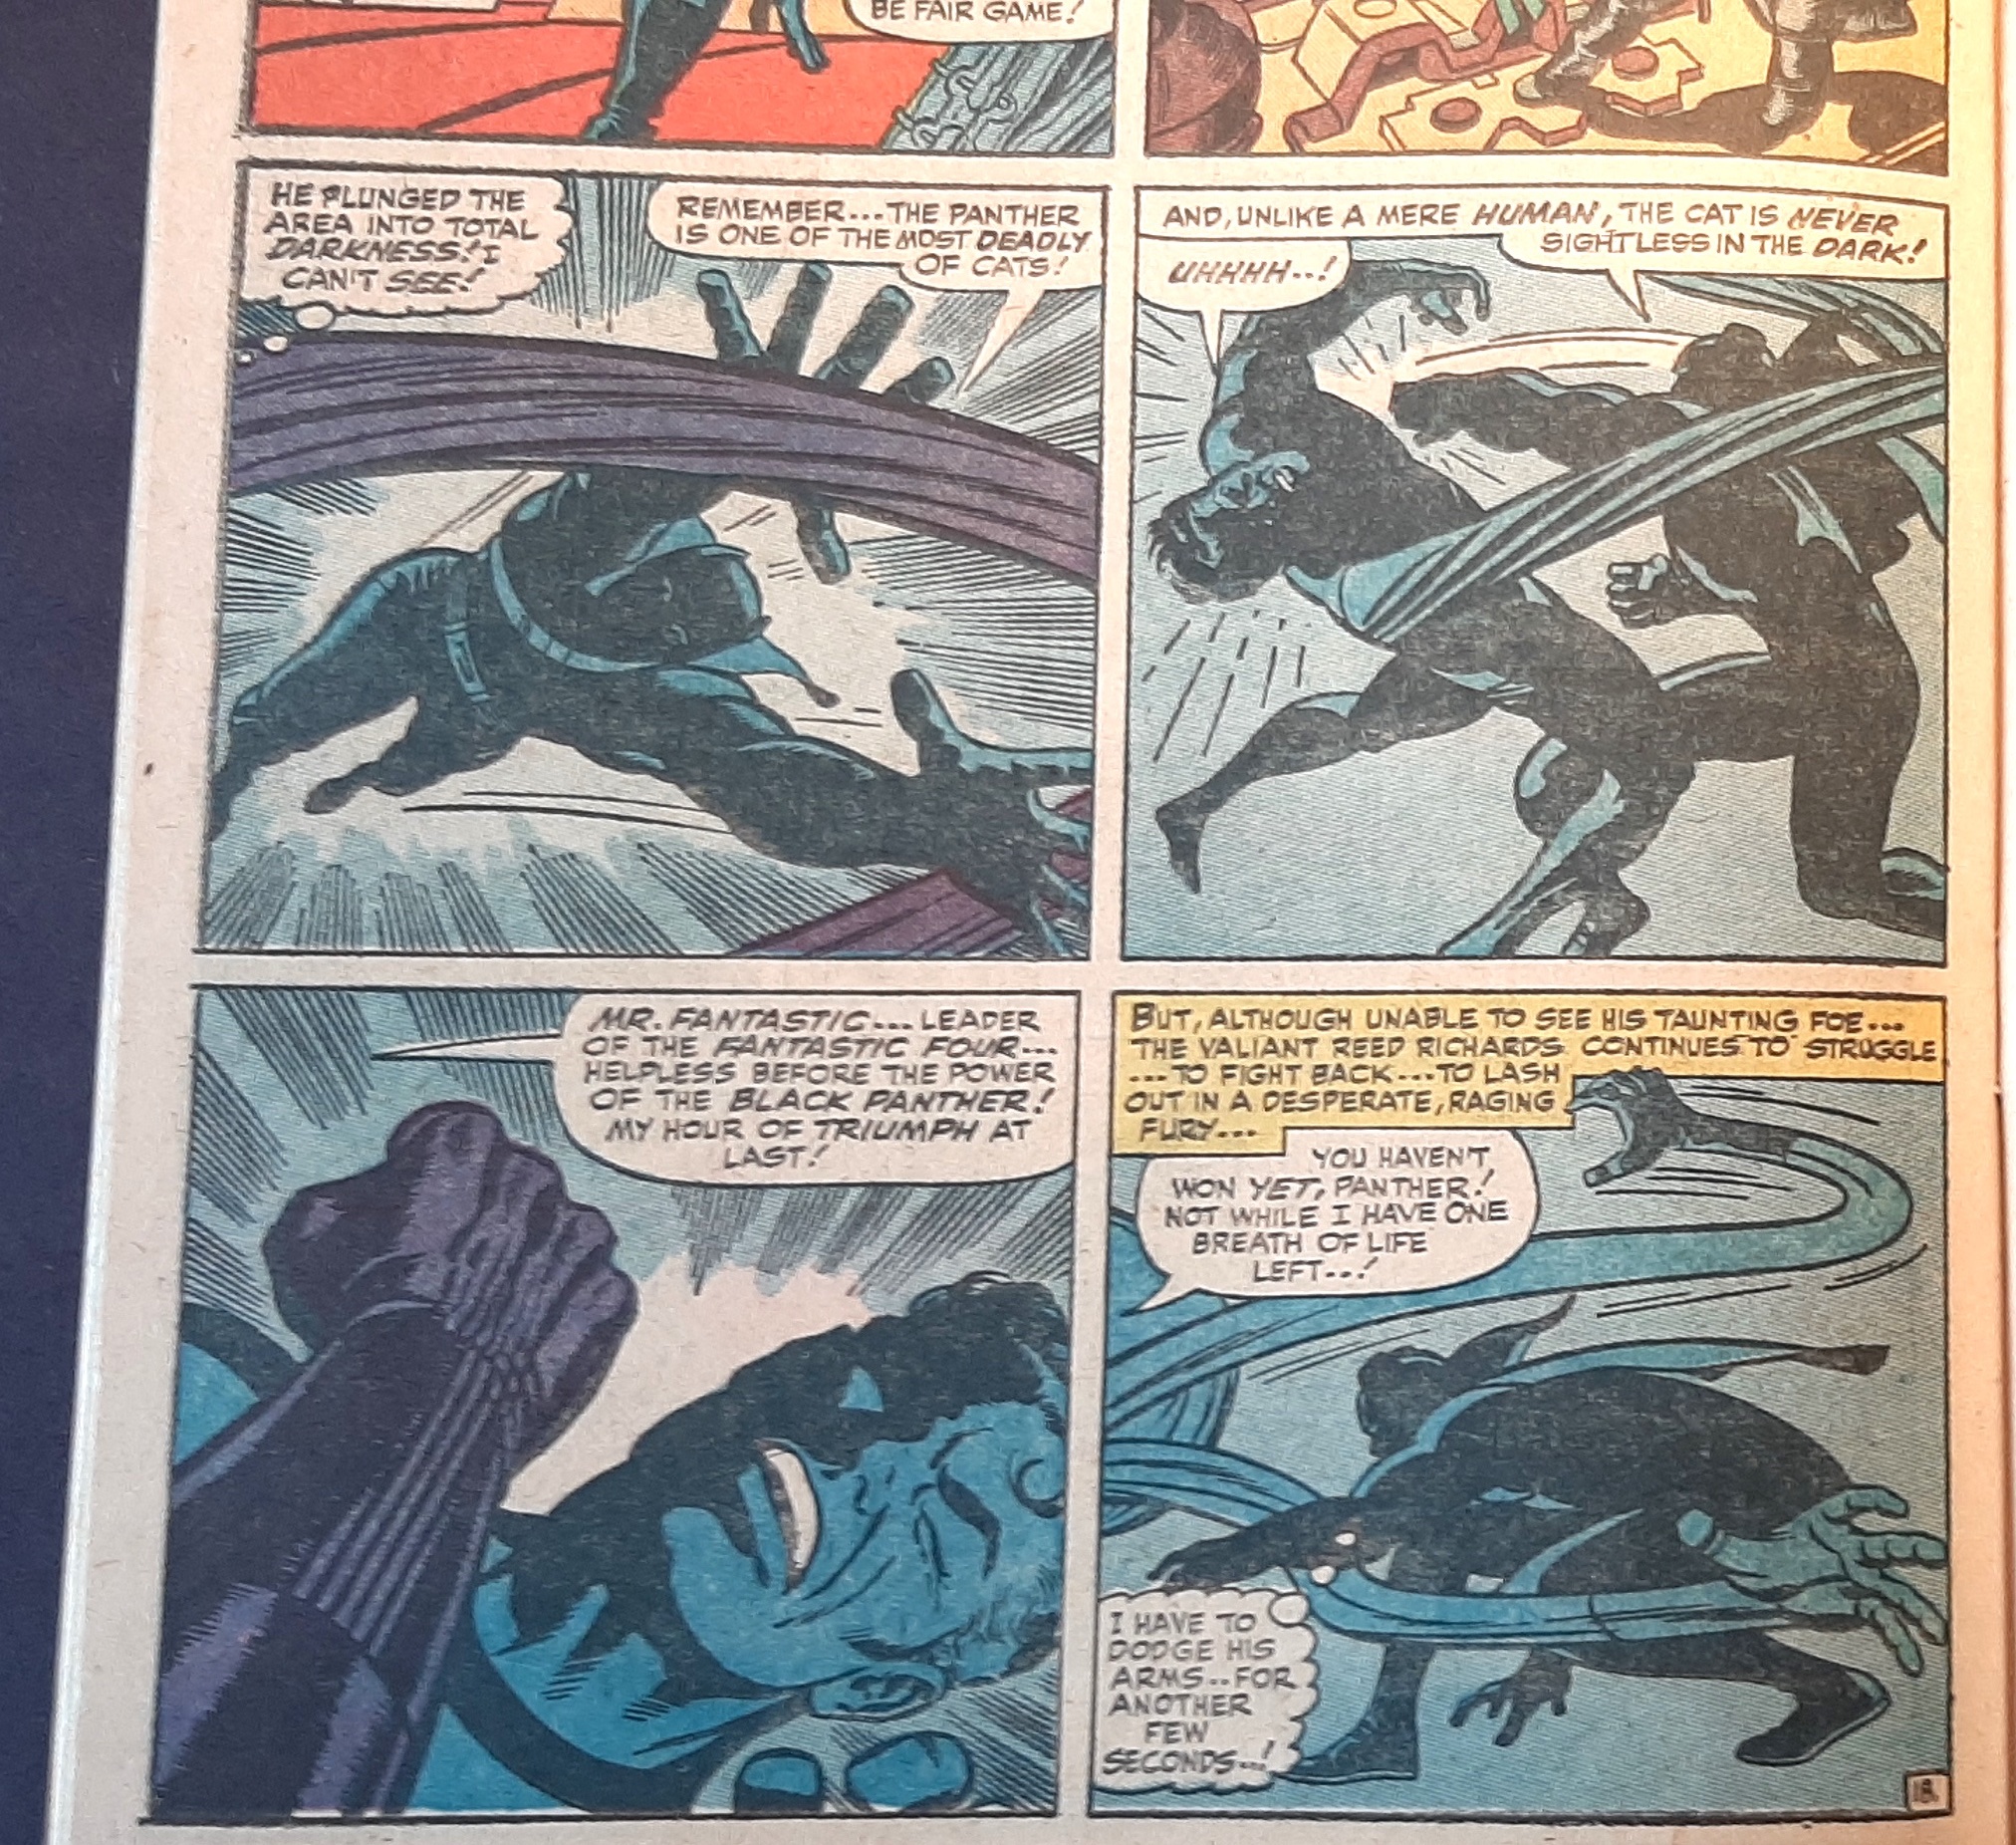 BE FAIR GAME!
HE PLUNGED THE
AREA INTO TOTAL
DARKNESS! I
CAN'T SEE!
REMEMBER... THE PANTHER
IS ONE OF THE MOST DEADLY
OF CATS!
AND, UNLIKE A MERE HUMAN, THE CAT IS NEVER
SIGHTLESS IN THE DARK!
UHHHH..!
MR. FANTASTIC... LEADER
OF THE FANTASTIC FOUR...
HELPLESS BEFORE THE POWER
OF THE BLACK PANTHER!
MY HOUR OF TRIUMPH AT
LAST!
BUT, ALTHOUGH UNABLE TO SEE HIS TAUNTING FOE...
THE VALIANT REED RICHARDS CONTINUES TO STRUGGLE
...TO FIGHT BACK...TO LASH
OUT IN A DESPERATE, RAGING
FURY...
YOU HAVEN'T
WON YET, PANTHER!
NOT WHILE I HAVE ONE
BREATH OF LIFE
LEFT...!
I HAVE TO
DODGE HIS
ARMS..FOR
ANOTHER
FEW
SECONDS..!
18.